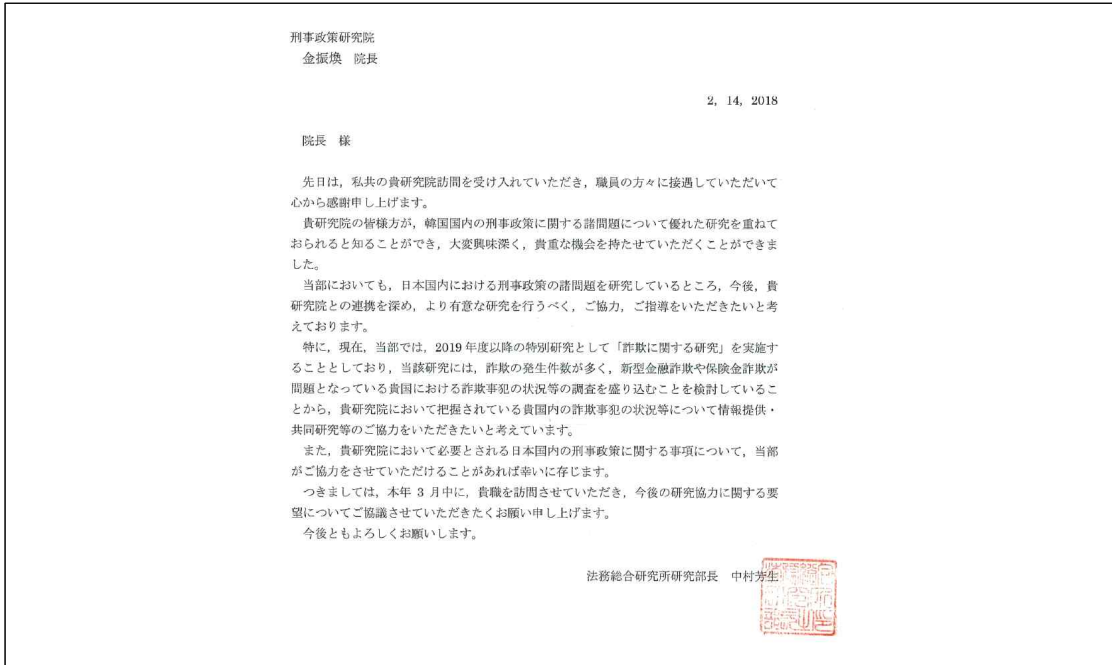 刑事政策研究院
金振煥 院長
2, 14, 2018
院長 様
先日は，私共の貴研究院訪問を受け入れていただき，職員の方々に接遇していただいて
心から感謝申し上げます。
貴研究院の皆様方が，韓国国内の刑事政策に関する諸問題について優れた研究を重ねて
おられると知ることができ，大変興味深く，貴重な機会を持たせていただくことができま
した。
当部においても，日本国内における刑事政策の諸問題を研究しているところ，今後，貴
研究院との連携を深め，より有意な研究を行うべく，ご協力，ご指導をいただきたいと考
えております。
特に，現在，当部では，2019 年度以降の特別研究として「詐欺に関する研究」を実施す
ることとしており，当該研究には，詐欺の発生件数が多く，新型金融詐欺や保険金詐欺が
問題となっている貴国における詐欺事犯の状況等の調査を盛り込むことを検討しているこ
とから，貴研究院において把握されている貴国内の詐欺事犯の状況等について情報提供・
共同研究等のご協力をいただきたいと考えています。
また，貴研究院において必要とされる日本国内の刑事政策に関する事項について，当部
がご協力をさせていただけることがあれば幸いに存じます。
つきましては，本年 3 月中に，貴職を訪問させていただき，今後の研究協力に関する要
望についてご協議させていただきたくお願い申し上げます。
今後ともよろしくお願いします。
法務総合研究所研究部長 中村芳生